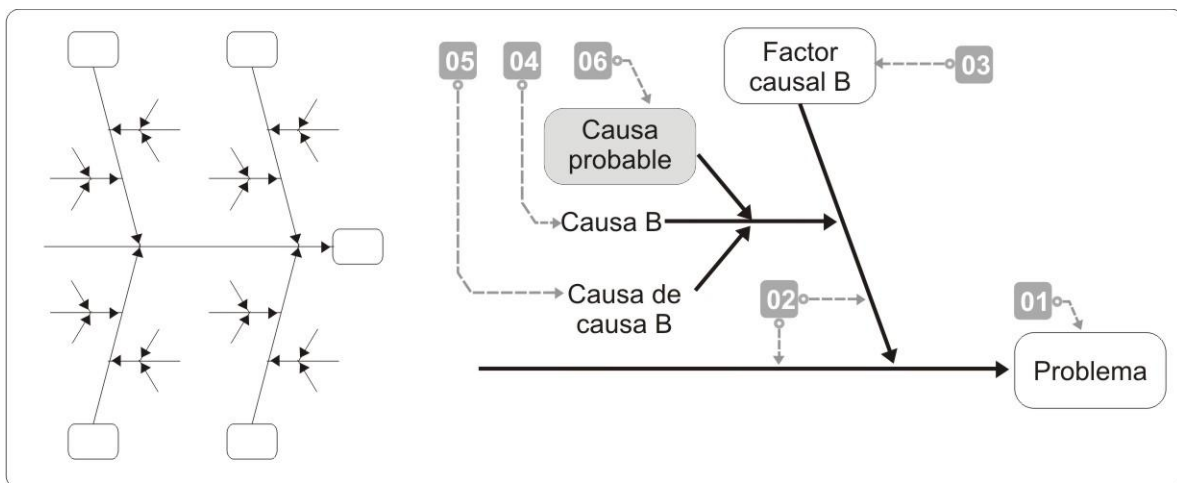 05
04
06
Factor
causal B
03
Causa
probable
Causa B
Causa de
causa B
02
01
Problema